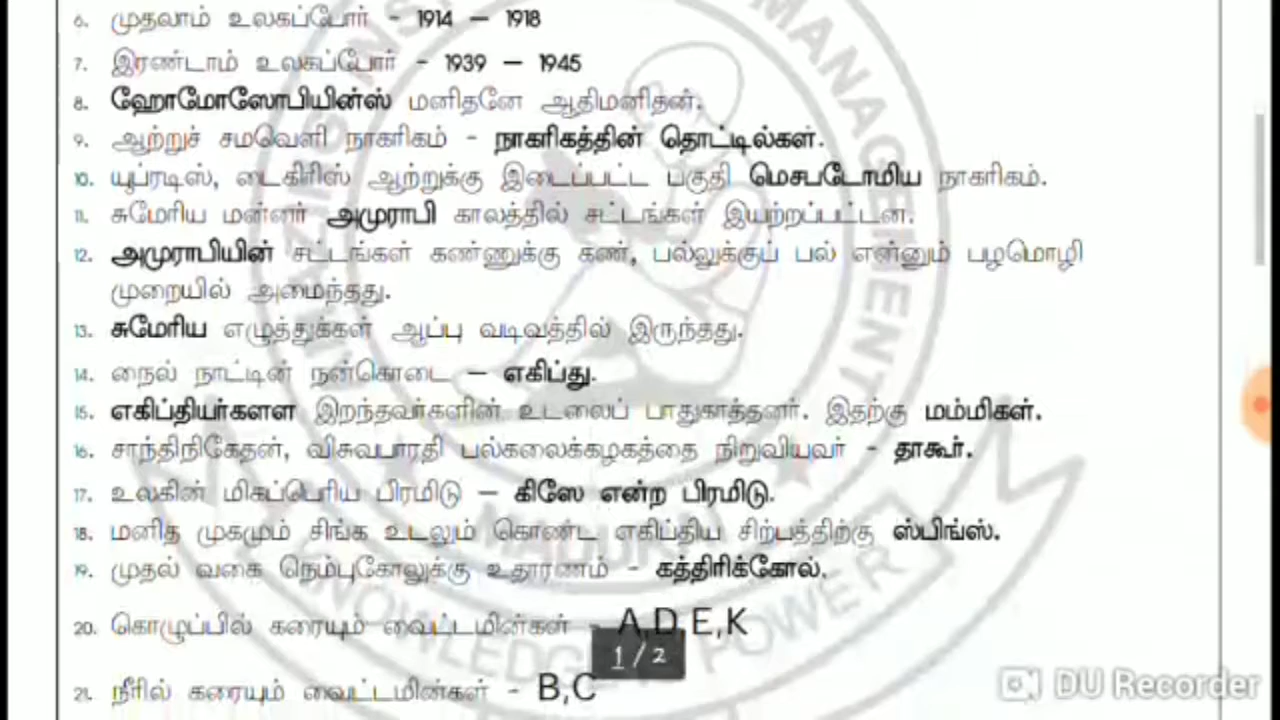 6. முதலாம் உலகப்போர் - 1914 – 1918
7. இரண்டாம் உலகப்போர் - 1939 – 1945
8. ஹோமோஸோபியின்ஸ் மனிதனே ஆதிமனிதன்.
9. ஆற்றுச் சமவெளி நாகரிகம் - நாகரிகத்தின் தொட்டில்கள்.
10. யூப்ரடிஸ், டைகிரிஸ் ஆற்றுக்கு இடைப்பட்ட பகுதி மெசபடோமிய நாகரிகம்.
11. சுமேரிய மன்னர் அமுராபி காலத்தில் சட்டங்கள் இயற்றப்பட்டன.
12. அமுராபியின் சட்டங்கள் கண்ணுக்கு கண், பல்லுக்குப் பல் என்னும் பழமொழி
முறையில் அமைந்தது.
13. சுமேரிய எழுத்துக்கள் ஆப்பு வடிவத்தில் இருந்தது.
14. நைல் நாட்டின் நன்கொடை – எகிப்து.
15. எகிப்தியர்களள இறந்தவர்களின் உடலைப் பாதுகாத்தனர். இதற்கு மம்மிகள்.
16. சாந்திநிகேதன், விசுவபாரதி பல்கலைக்கழகத்தை நிறுவியவர் - தாகூர்.
17. உலகின் மிகப்பெரிய பிரமிடு – கிஸே என்ற பிரமிடு.
18. மனித முகமும் சிங்க உடலும் கொண்ட எகிப்திய சிற்பத்திற்கு ஸ்பிங்ஸ்.
19. முதல் வகை நெம்புகோலுக்கு உதாரணம் - கத்திரிக்கோல்.
20. கொழுப்பில் கரையும் வைட்டமின்கள் - A,D,E,K
1 / 2
21. நீரில் கரையும் வைட்டமின்கள் - B,C
DU Recorder
MANAGEMENT
KNOWLEDGE POWER